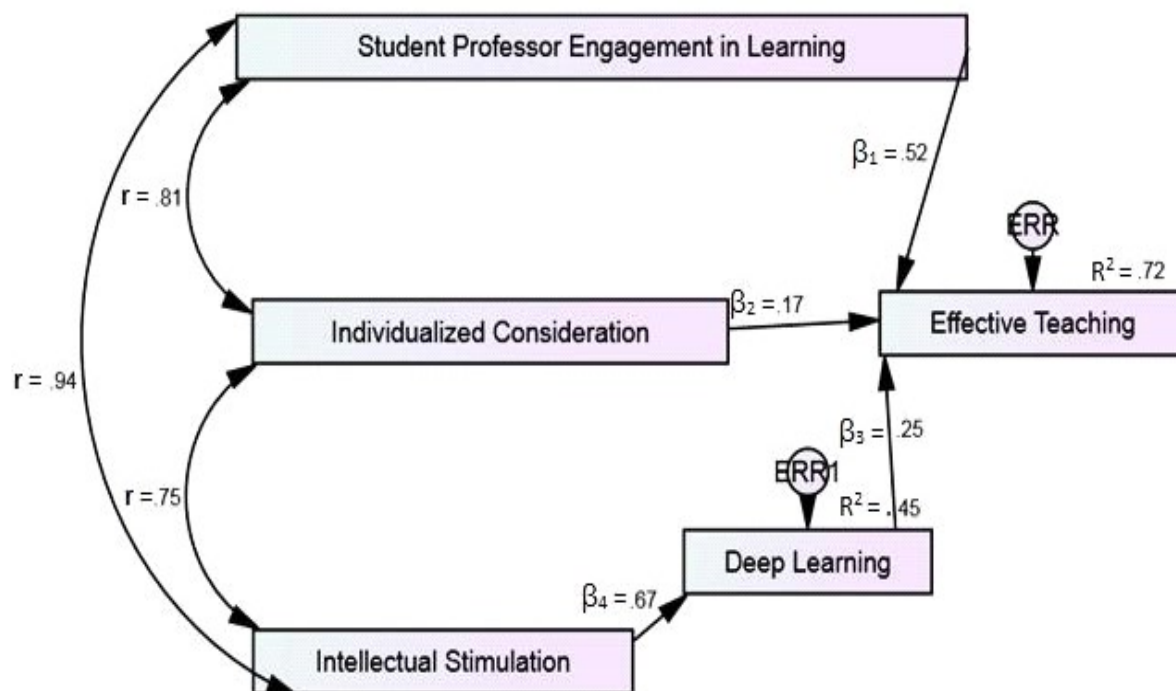 Student Professor Engagement in Learning
β₁ = .52
r = .81
ERR
R² = .72
β₂ = .17
Individualized Consideration
Effective Teaching
r = .94
β₃ = .25
ERR1
r = .75
R² = .45
Deep Learning
β₄ = .67
Intellectual Stimulation